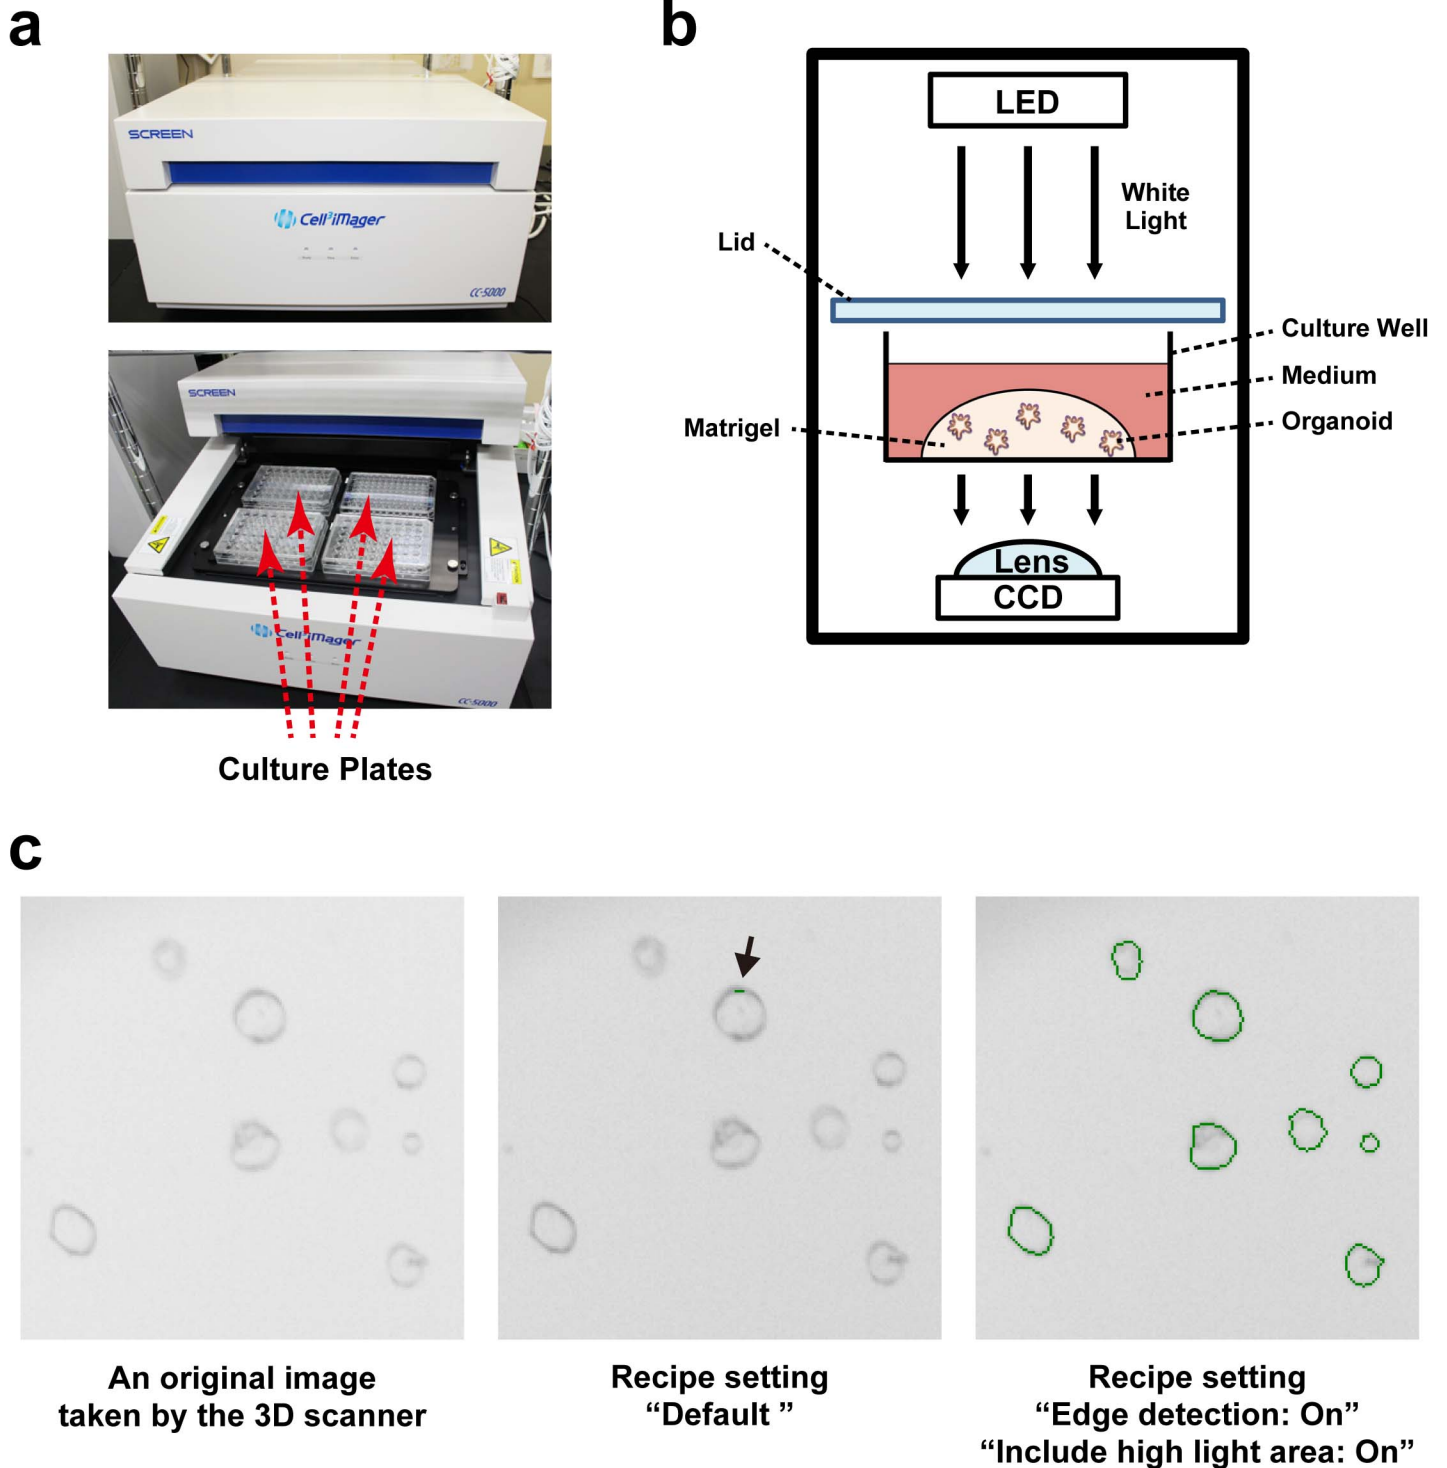 a
SCREEN
Cell³iMager
CC-5000
SCREEN
Cell³iMager
CC-5000
Culture Plates
b
LED
White
Light
Lid
Culture Well
Medium
Organoid
Matrigel
Lens
CCD
c
An original image
taken by the 3D scanner
Recipe setting
“Default ”
Recipe setting
“Edge detection: On”
“Include high light area: On”